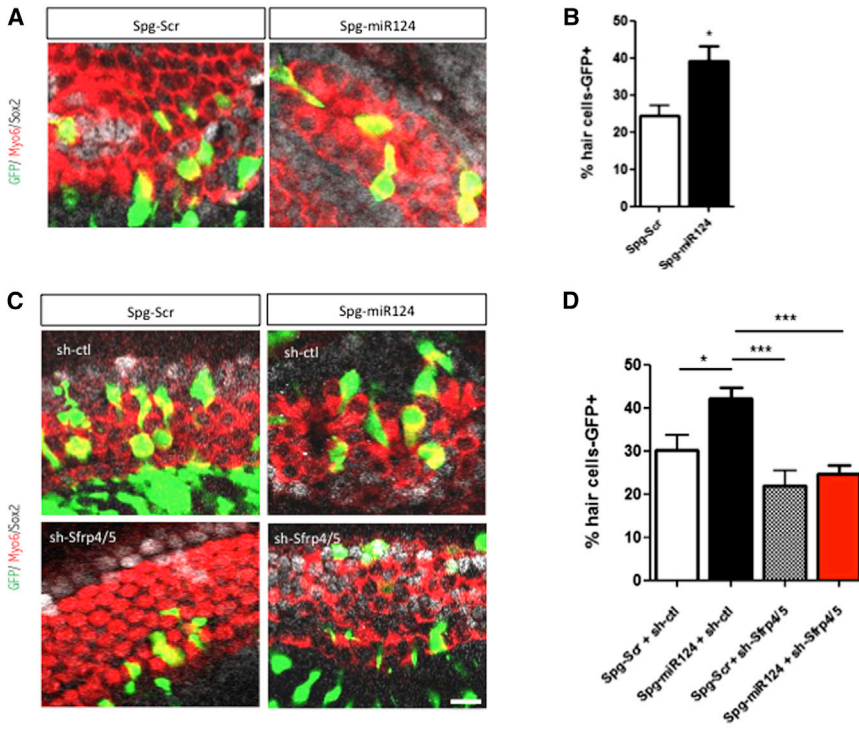 A
Spg-Scr
Spg-miR124
GFP/ Myo6/Sox2
B
% hair cells-GFP+
50
40
30
20
10
0
*
Spg-Scr
Spg-miR124
C
Spg-Scr
Spg-miR124
GFP/ Myo6/Sox2
sh-ctl
sh-ctl
sh-Sfrp4/5
sh-Sfrp4/5
D
***
* ***
% hair cells-GFP+
50
40
30
20
10
0
Spg-Scr + sh-ctl
Spg-miR124 + sh-ctl
Spg-Scr + sh-Sfrp4/5
Spg-miR124 + sh-Sfrp4/5